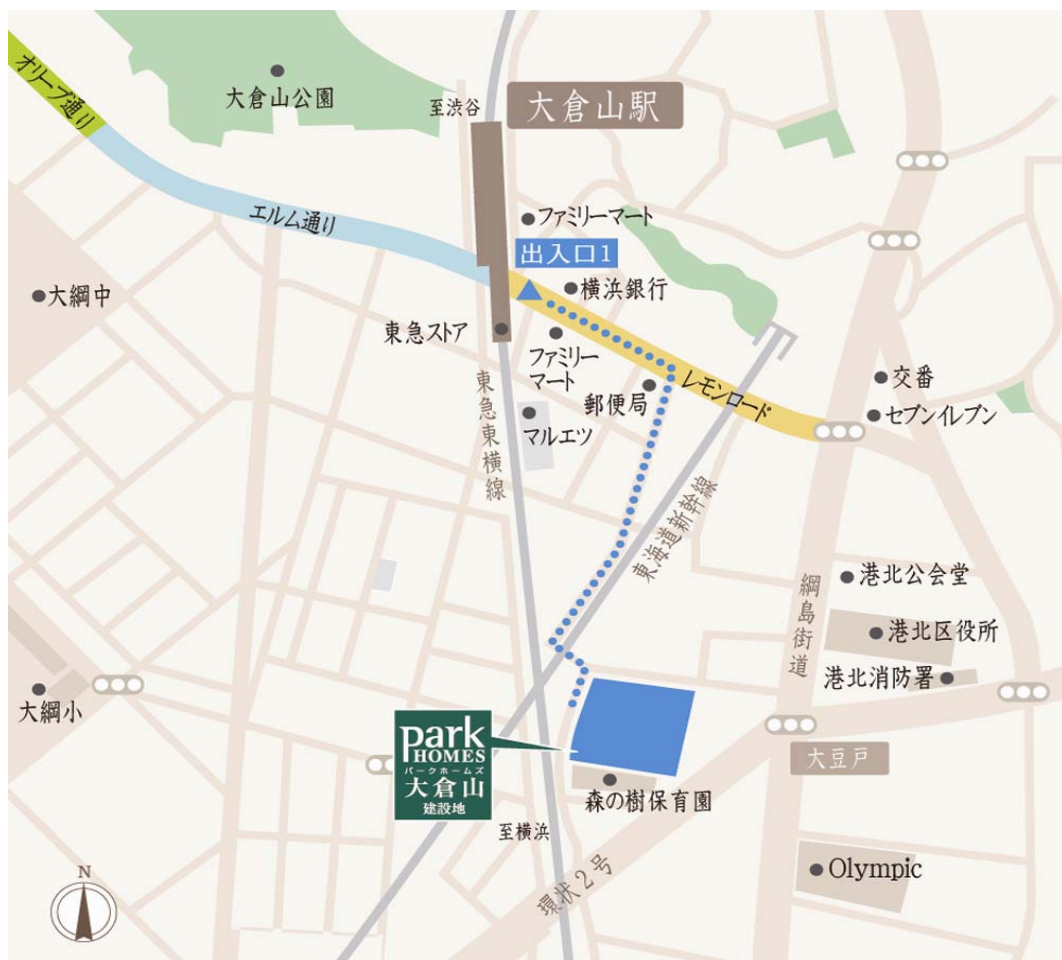 オリーブ通り
大倉山公園
至渋谷
大倉山駅
エルム通り
ファミリーマート
出入口1
横浜銀行
大綱中
東急ストア
ファミリー
マート
郵便局
レモンロード
交番
セブンイレブン
マルエツ
東急東横線
東海道新幹線
港北公会堂
綱島街道
港北区役所
港北消防署
大綱小
park
HOMES
パークホームズ
大倉山
建設地
大豆戸
森の樹保育園
至横浜
環状2号
Olympic
N